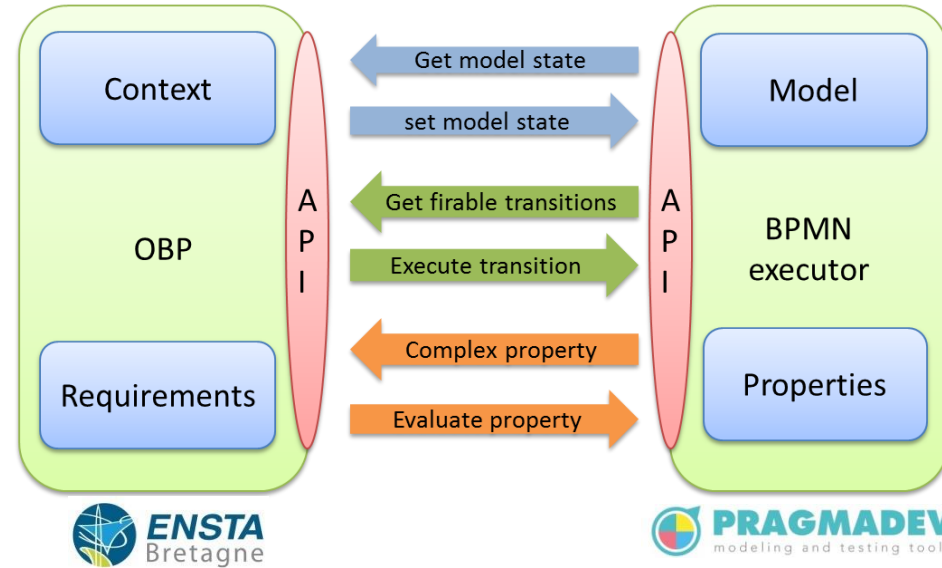 Context
OBP
Requirements
A
P
I
Get model state
set model state
Get firable transitions
Execute transition
Complex property
Evaluate property
A
P
I
Model
BPMN
executor
Properties
ENSTA
Bretagne
PRAGMADEV
modeling and testing tool